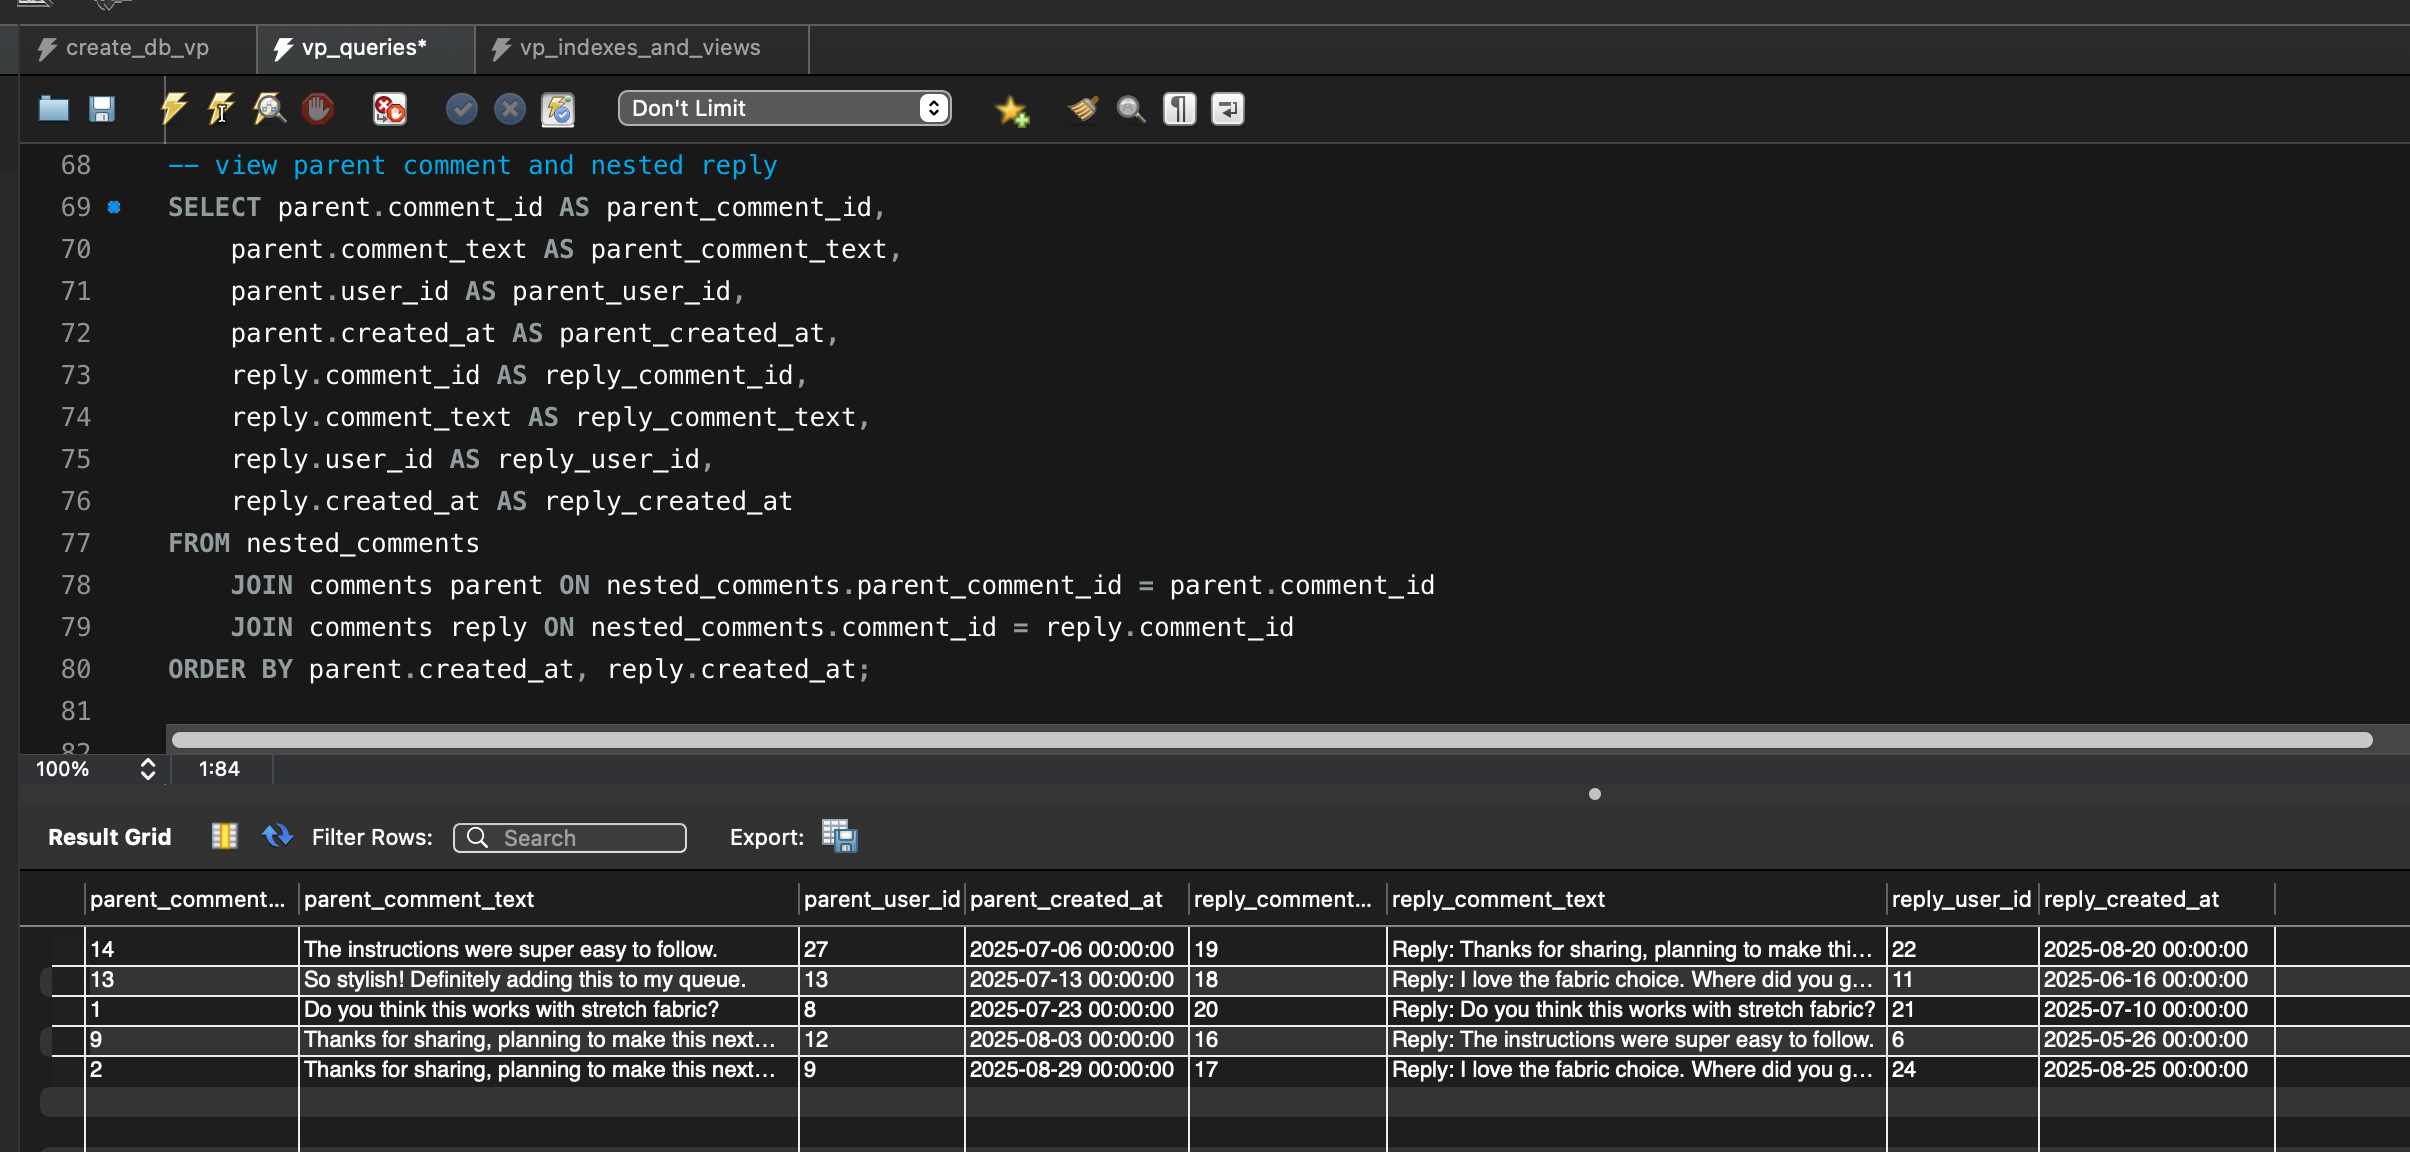 create_db_vp vp_queries* vp_indexes_and_views
Don't Limit
68 -- view parent comment and nested reply
69 SELECT parent.comment_id AS parent_comment_id,
70 parent.comment_text AS parent_comment_text,
71 parent.user_id AS parent_user_id,
72 parent.created_at AS parent_created_at,
73 reply.comment_id AS reply_comment_id,
74 reply.comment_text AS reply_comment_text,
75 reply.user_id AS reply_user_id,
76 reply.created_at AS reply_created_at
77 FROM nested_comments
78 JOIN comments parent ON nested_comments.parent_comment_id = parent.comment_id
79 JOIN comments reply ON nested_comments.comment_id = reply.comment_id
80 ORDER BY parent.created_at, reply.created_at;
81
82
100% 1:84
Result Grid Filter Rows: Search Export:
parent_comment... parent_comment_text parent_user_id parent_created_at reply_comment... reply_comment_text reply_user_id reply_created_at
14 The instructions were super easy to follow. 27 2025-07-06 00:00:00 19 Reply: Thanks for sharing, planning to make thi... 22 2025-08-20 00:00:00
13 So stylish! Definitely adding this to my queue. 13 2025-07-13 00:00:00 18 Reply: I love the fabric choice. Where did you g... 11 2025-06-16 00:00:00
1 Do you think this works with stretch fabric? 8 2025-07-23 00:00:00 20 Reply: Do you think this works with stretch fabric? 21 2025-07-10 00:00:00
9 Thanks for sharing, planning to make this next... 12 2025-08-03 00:00:00 16 Reply: The instructions were super easy to follow. 6 2025-05-26 00:00:00
2 Thanks for sharing, planning to make this next... 9 2025-08-29 00:00:00 17 Reply: I love the fabric choice. Where did you g... 24 2025-08-25 00:00:00